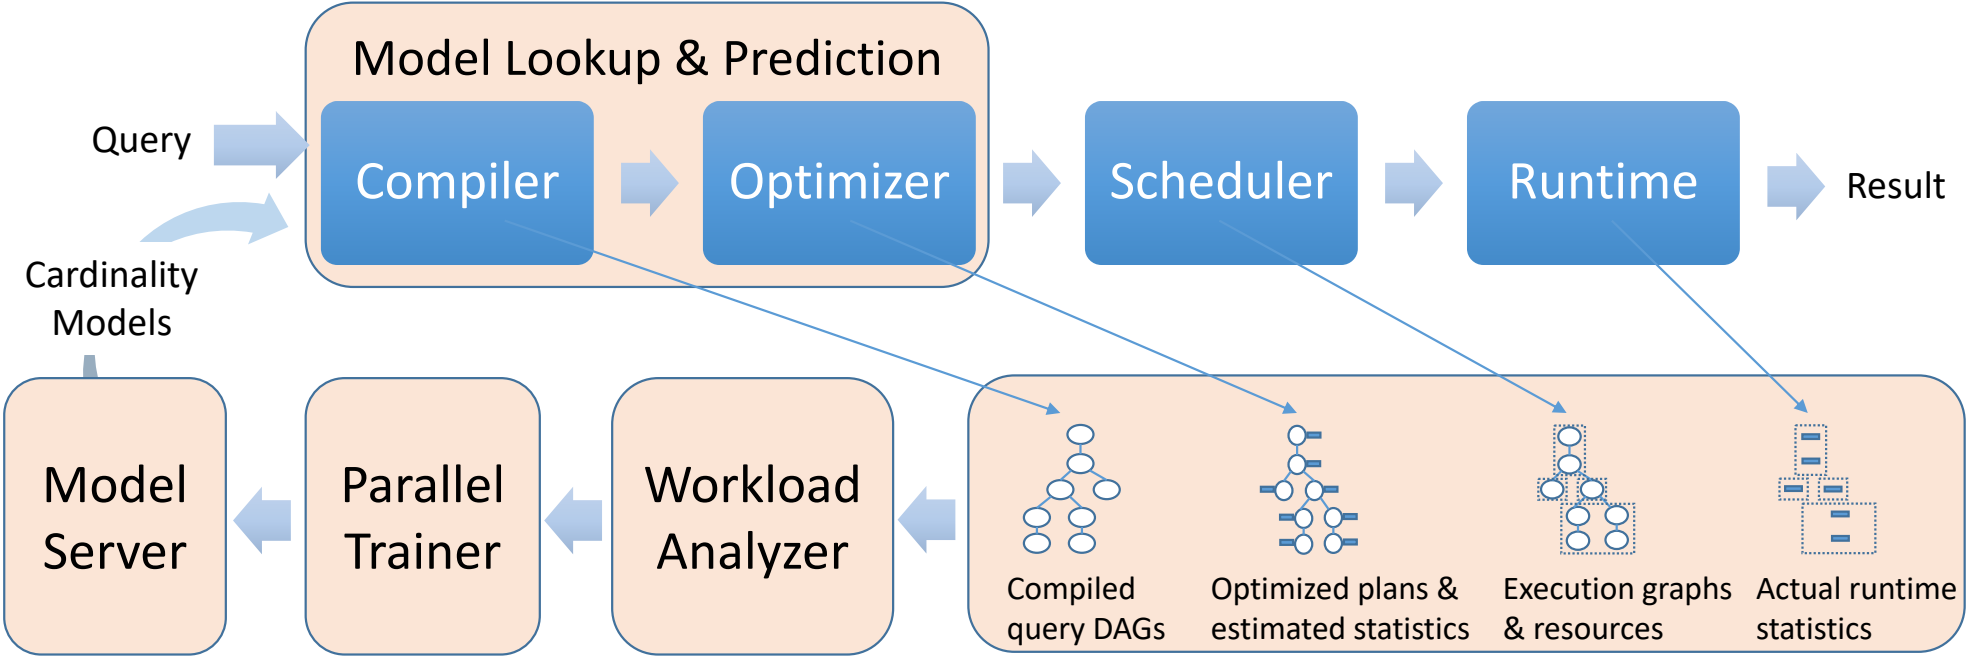 Model Lookup & Prediction
Query
Compiler
Optimizer
Scheduler
Runtime
Result
Cardinality
Models
Model
Server
Parallel
Trainer
Workload
Analyzer
Compiled
query DAGs
Optimized plans &
estimated statistics
Execution graphs
& resources
Actual runtime
statistics